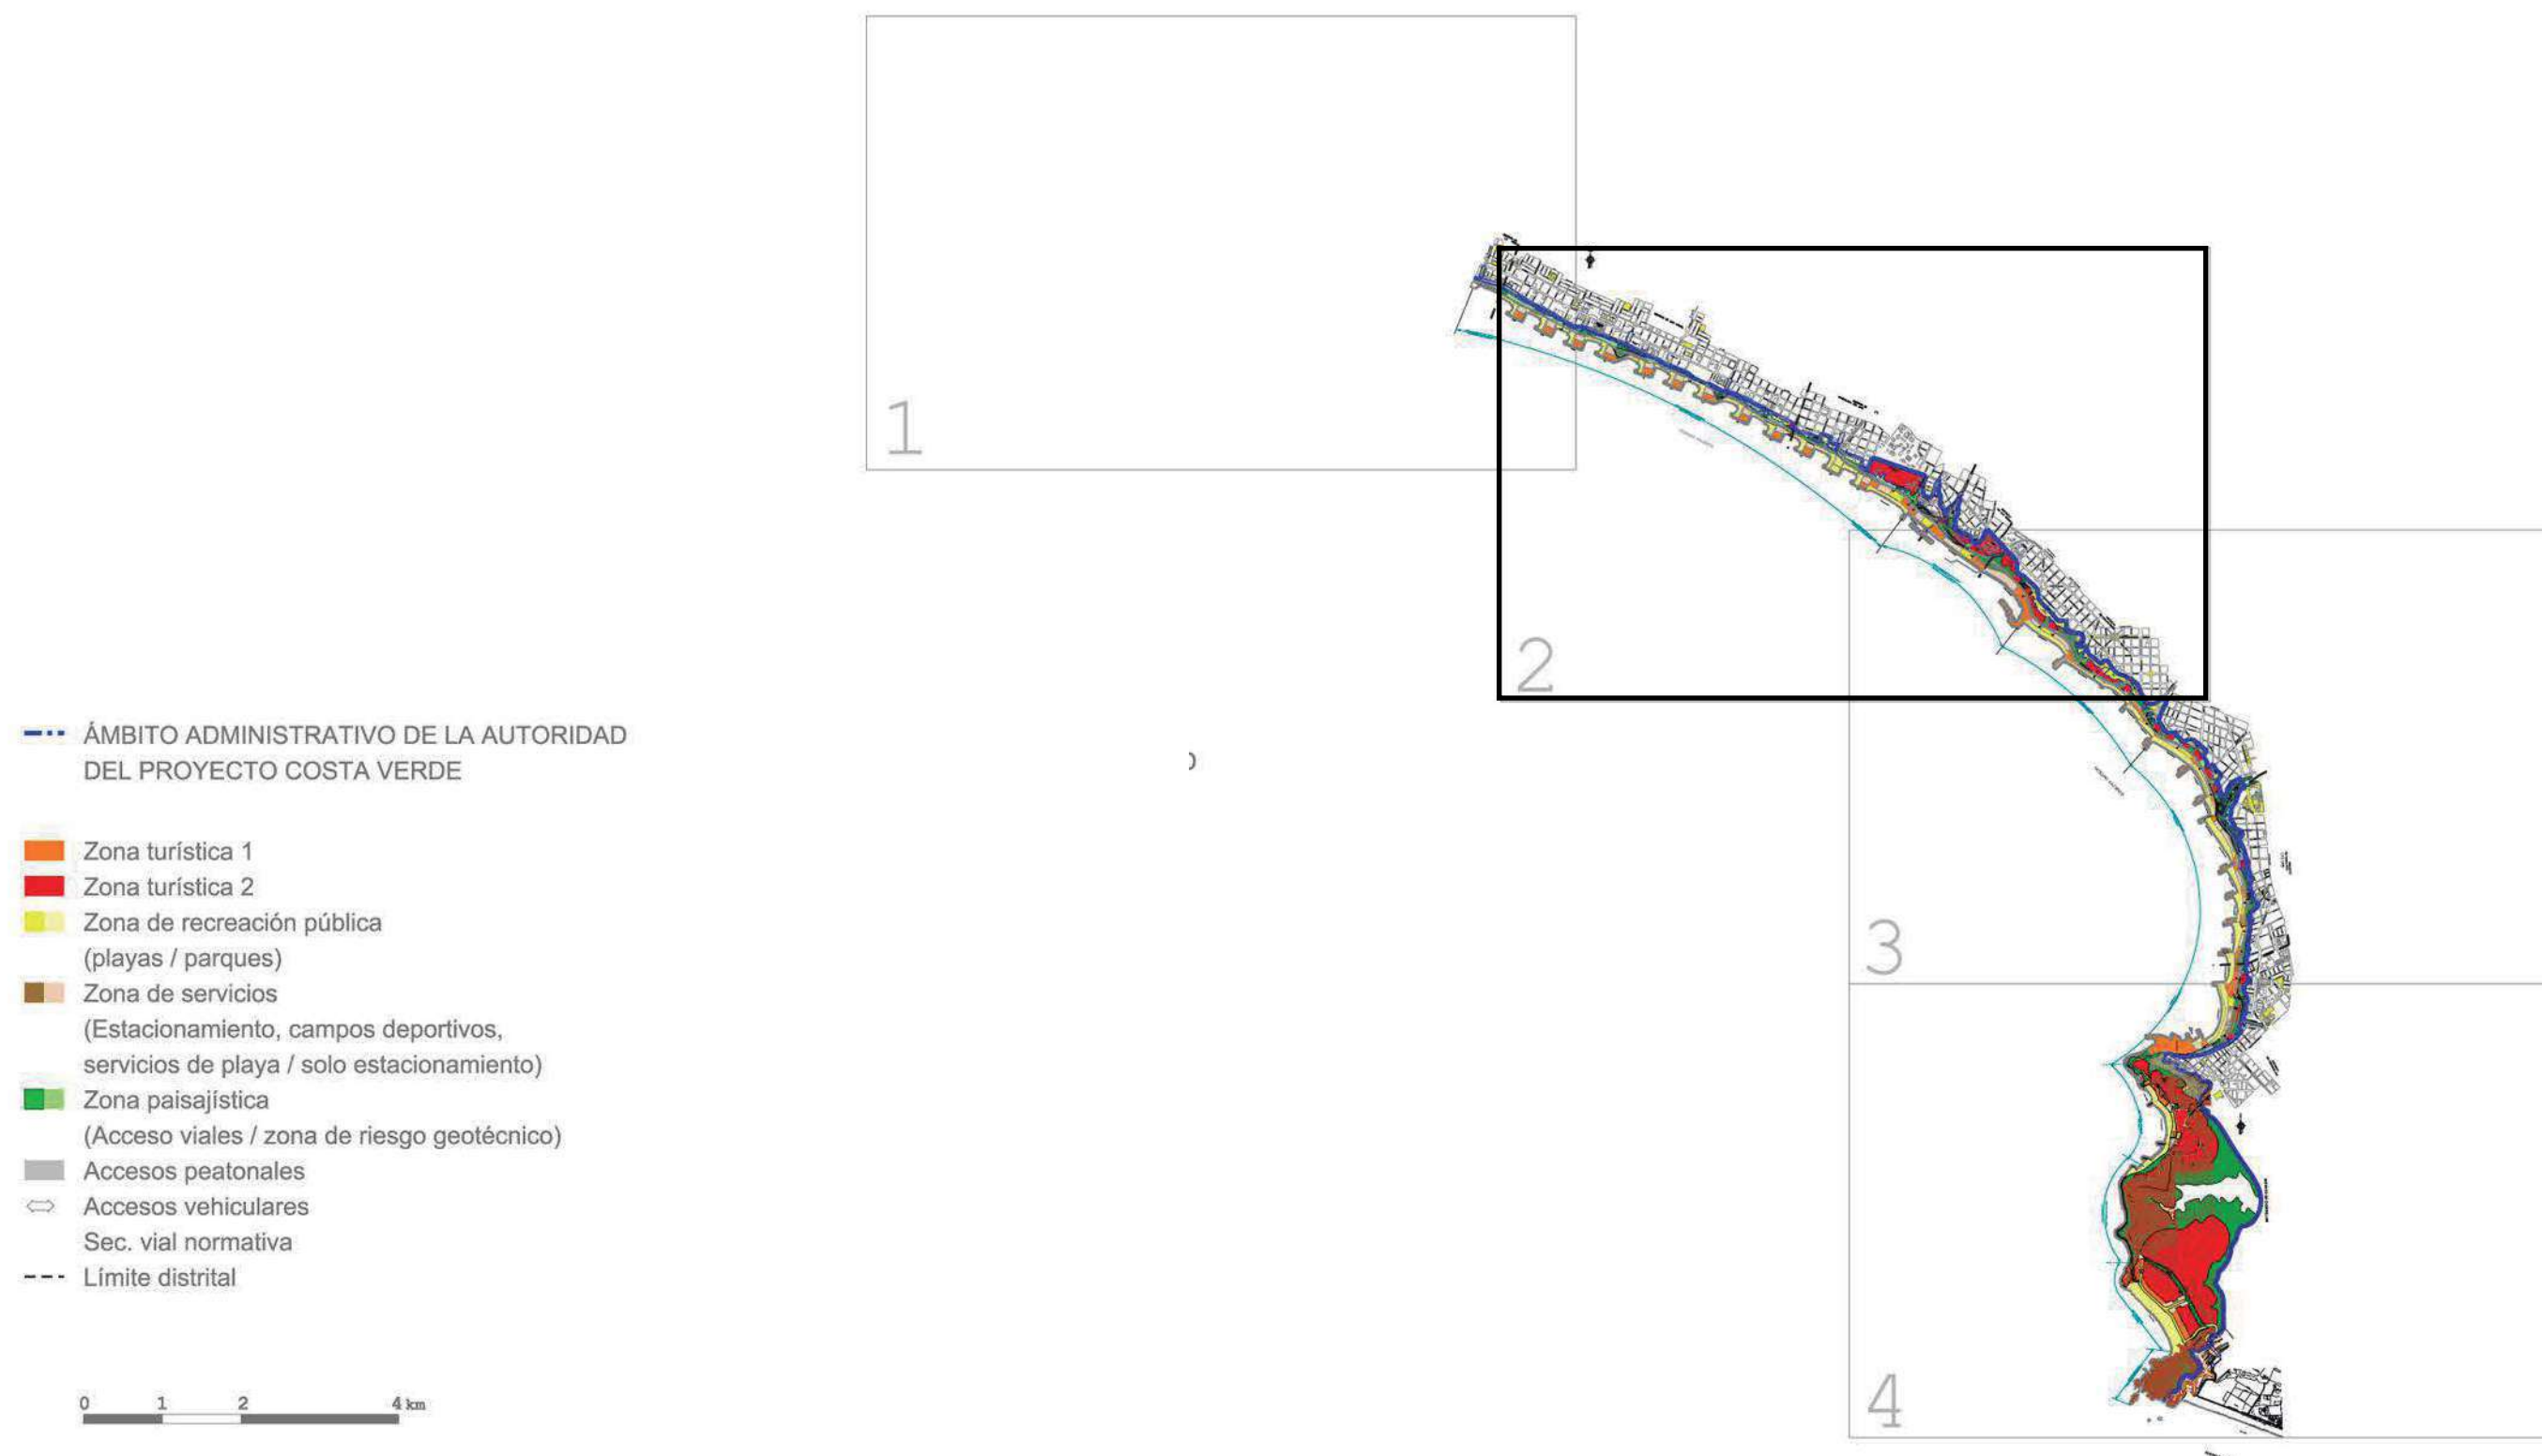 1
2
3
4
ÁMBITO ADMINISTRATIVO DE LA AUTORIDAD
DEL PROYECTO COSTA VERDE
Zona turística 1
Zona turística 2
Zona de recreación pública
(playas / parques)
Zona de servicios
(Estacionamiento, campos deportivos,
servicios de playa / solo estacionamiento)
Zona paisajística
(Acceso viales / zona de riesgo geotécnico)
Accesos peatonales
Accesos vehiculares
Sec. vial normativa
Límite distrital
0 1 2 4 km